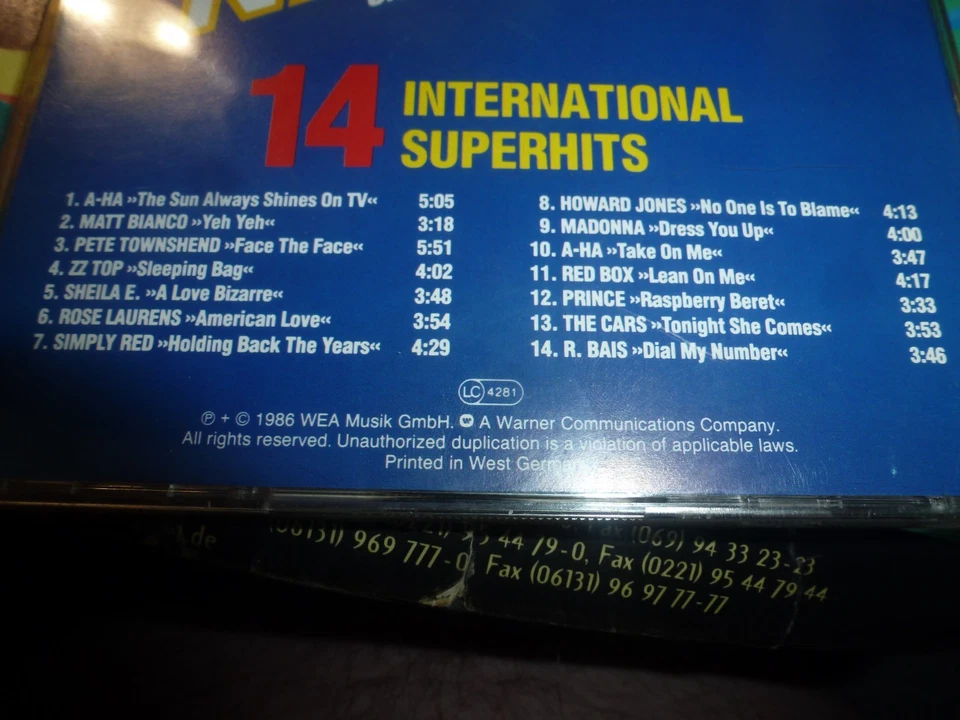 14 INTERNATIONAL
SUPERHITS
1. A-HA »The Sun Always Shines On TV« 5:05
2. MATT BIANCO »Yeh Yeh« 3:18
3. PETE TOWNSHEND »Face The Face« 5:51
4. ZZ TOP »Sleeping Bag« 4:02
5. SHEILA E. »A Love Bizarre« 3:48
6. ROSE LAURENS »American Love« 3:54
7. SIMPLY RED »Holding Back The Years« 4:29
8. HOWARD JONES »No One Is To Blame« 4:13
9. MADONNA »Dress You Up« 4:00
10. A-HA »Take On Me« 3:47
11. RED BOX »Lean On Me« 4:17
12. PRINCE »Raspberry Beret« 3:33
13. THE CARS »Tonight She Comes« 3:53
14. R. BAIS »Dial My Number« 3:46
LC 4281
℗ + © 1986 WEA Musik GmbH. A Warner Communications Company.
All rights reserved. Unauthorized duplication is a violation of applicable laws.
Printed in West
(069) 94 33 23-23
44 79-0, Fax (0221) 95 44 79 44
.de (06131) 969 777-0, Fax (06131) 96 97 77-77